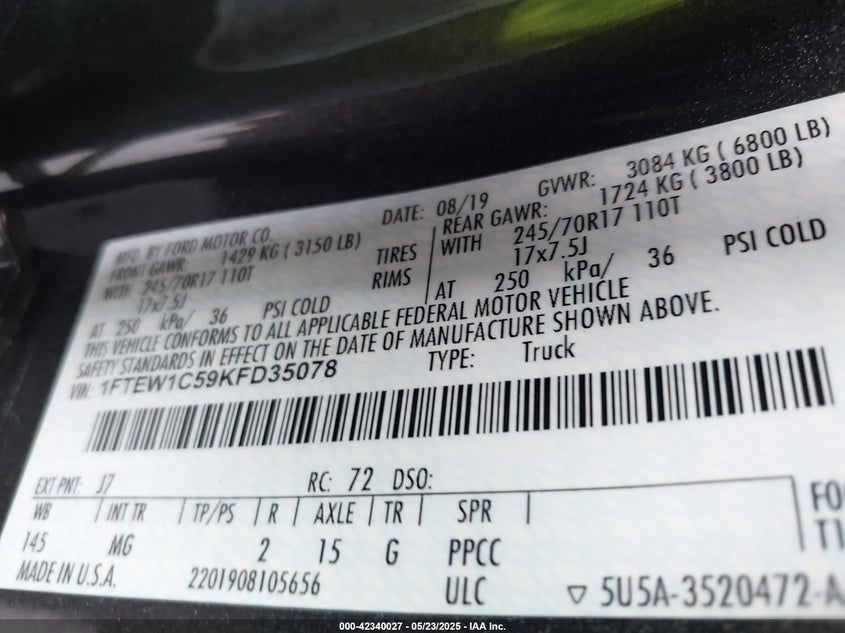 MFD. BY FORD MOTOR CO. DATE: 08/19 GVWR: 3084 KG ( 6800 LB)
FRONT GAWR: 1429 KG ( 3150 LB) REAR GAWR: 1724 KG ( 3800 LB)
WITH 245/70R17 110T TIRES WITH 245/70R17 110T
17x7.5J RIMS 17x7.5J
AT 250 kPa/ 36 PSI COLD AT 250 kPa/ 36 PSI COLD
THIS VEHICLE CONFORMS TO ALL APPLICABLE FEDERAL MOTOR VEHICLE
SAFETY STANDARDS IN EFFECT ON THE DATE OF MANUFACTURE SHOWN ABOVE.
VIN: 1FTEW1C59KFD35078 TYPE: Truck
EXT PNT: J7 RC: 72 DSO:
WB INT TR TP/PS R AXLE TR SPR
145 MG 2 15 G PPCC
MADE IN U.S.A. 2201908105656 ULC
5U5A-3520472-A
000-42340027 - 05/23/2025 - IAA Inc.